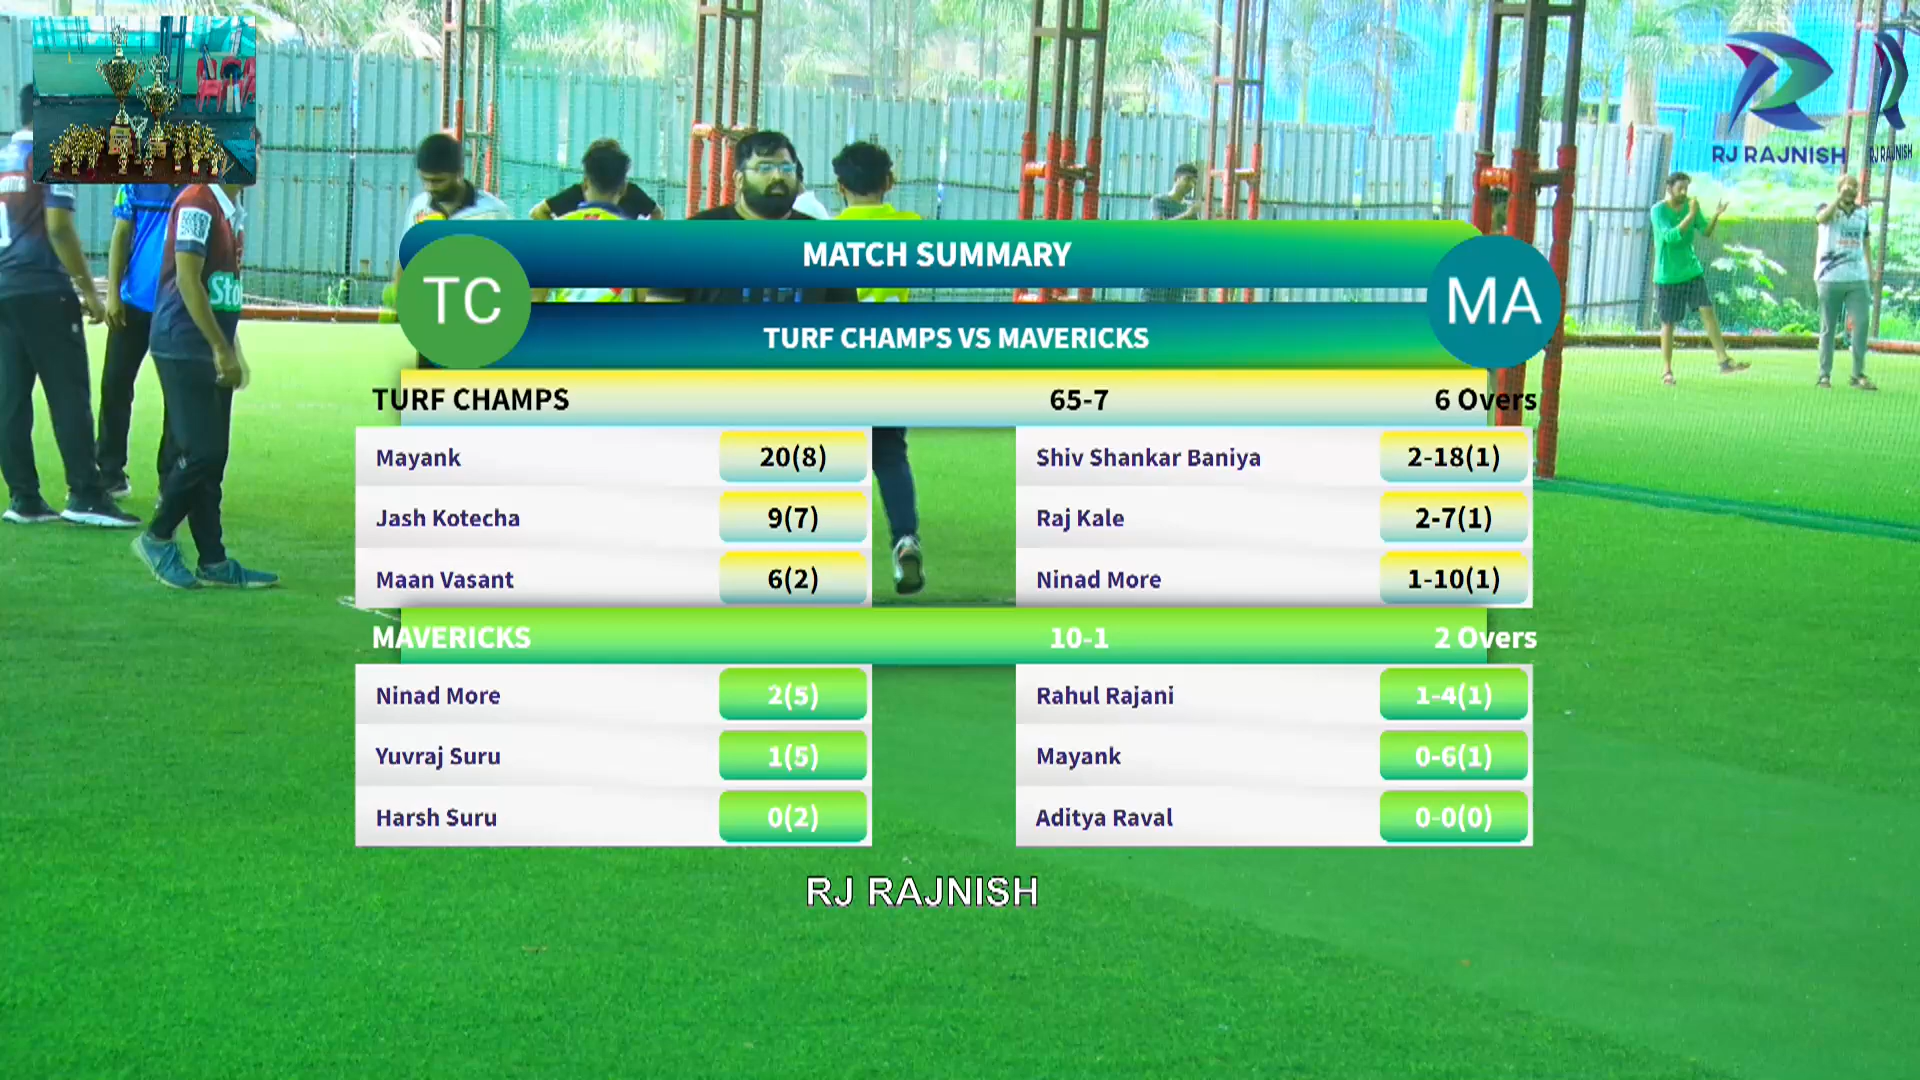 RJ RAJNISH
RJ RAJNISH
Sto
MATCH SUMMARY
TC
MA
TURF CHAMPS VS MAVERICKS
TURF CHAMPS 65-7 6 Overs
Mayank 20(8) Shiv Shankar Baniya 2-18(1)
Jash Kotecha 9(7) Raj Kale 2-7(1)
Maan Vasant 6(2) Ninad More 1-10(1)
MAVERICKS 10-1 2 Overs
Ninad More 2(5) Rahul Rajani 1-4(1)
Yuvraj Suru 1(5) Mayank 0-6(1)
Harsh Suru 0(2) Aditya Raval 0-0(0)
RJ RAJNISH